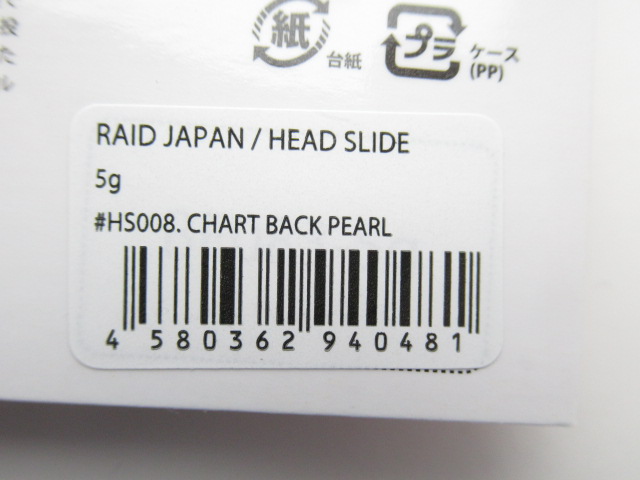 紙
台紙
プラ
ケース
(PP)
RAID JAPAN / HEAD SLIDE
5g
#HS008. CHART BACK PEARL
4 580362 940481